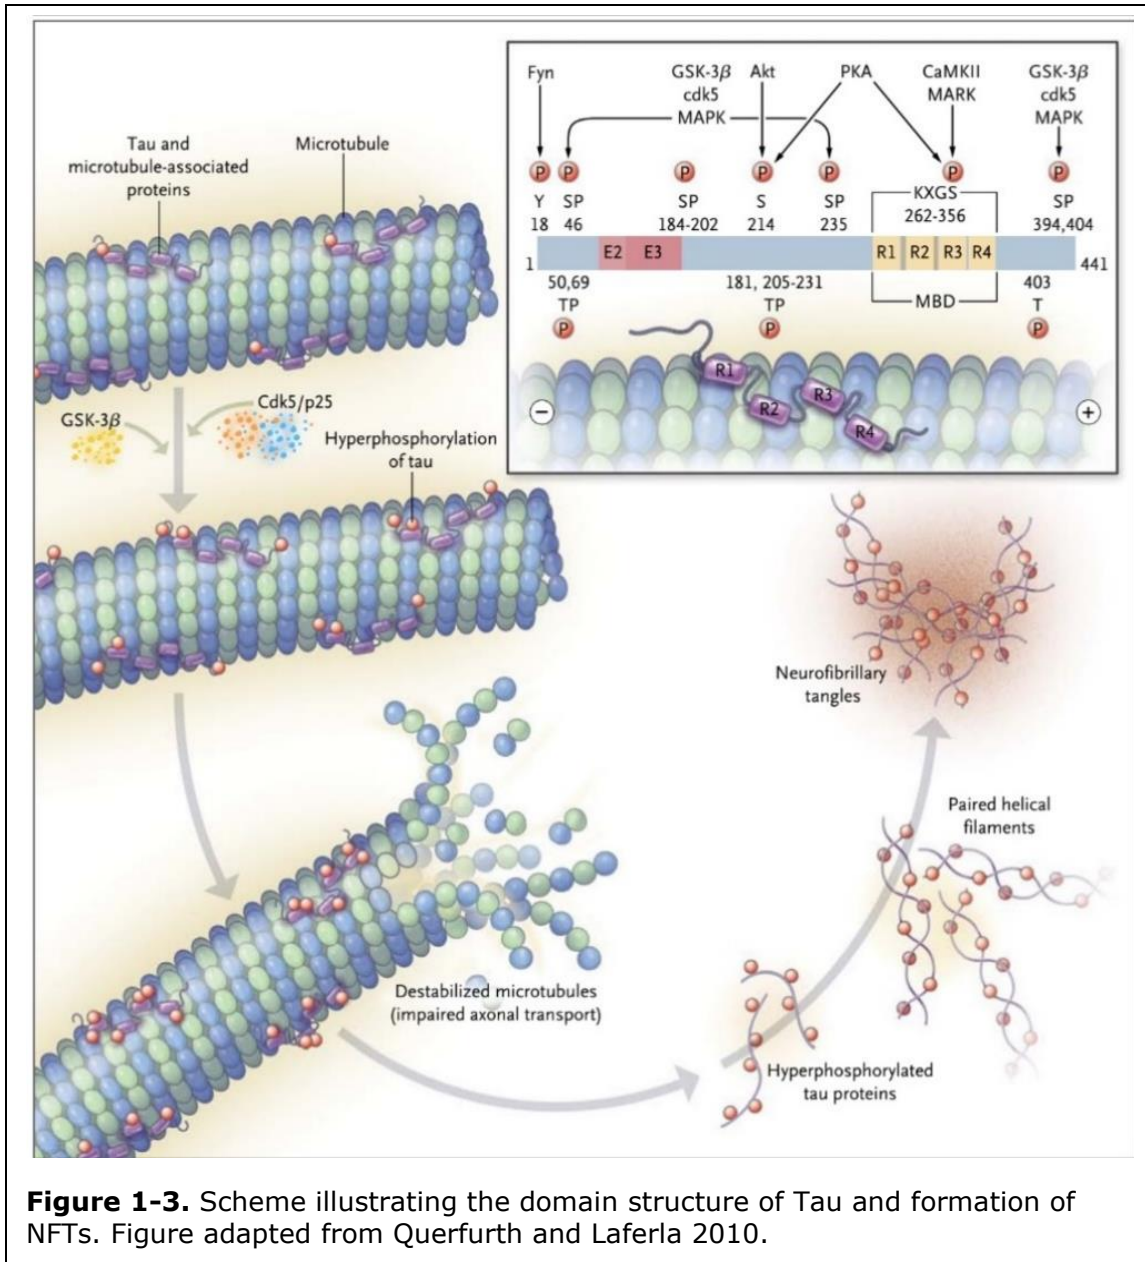 Fyn
GSK-3β
cdk5
MAPK
Akt
PKA
CaMKII
MARK
GSK-3β
cdk5
MAPK
P
P
P
P
P
P
P
Y
18
SP
46
SP
184-202
S
214
SP
235
KXGS
262-356
SP
394,404
1
E2
E3
R1
R2
R3
R4
441
50,69
TP
P
181, 205-231
TP
P
MBD
403
T
P
R1
R2
R3
R4
−
+
Tau and
microtubule-associated
proteins
Microtubule
GSK-3β
Cdk5/p25
Hyperphosphorylation
of tau
Destabilized microtubules
(impaired axonal transport)
Hyperphosphorylated
tau proteins
Paired helical
filaments
Neurofibrillary
tangles
Figure 1-3. Scheme illustrating the domain structure of Tau and formation of
NFTs. Figure adapted from Querfurth and Laferla 2010.